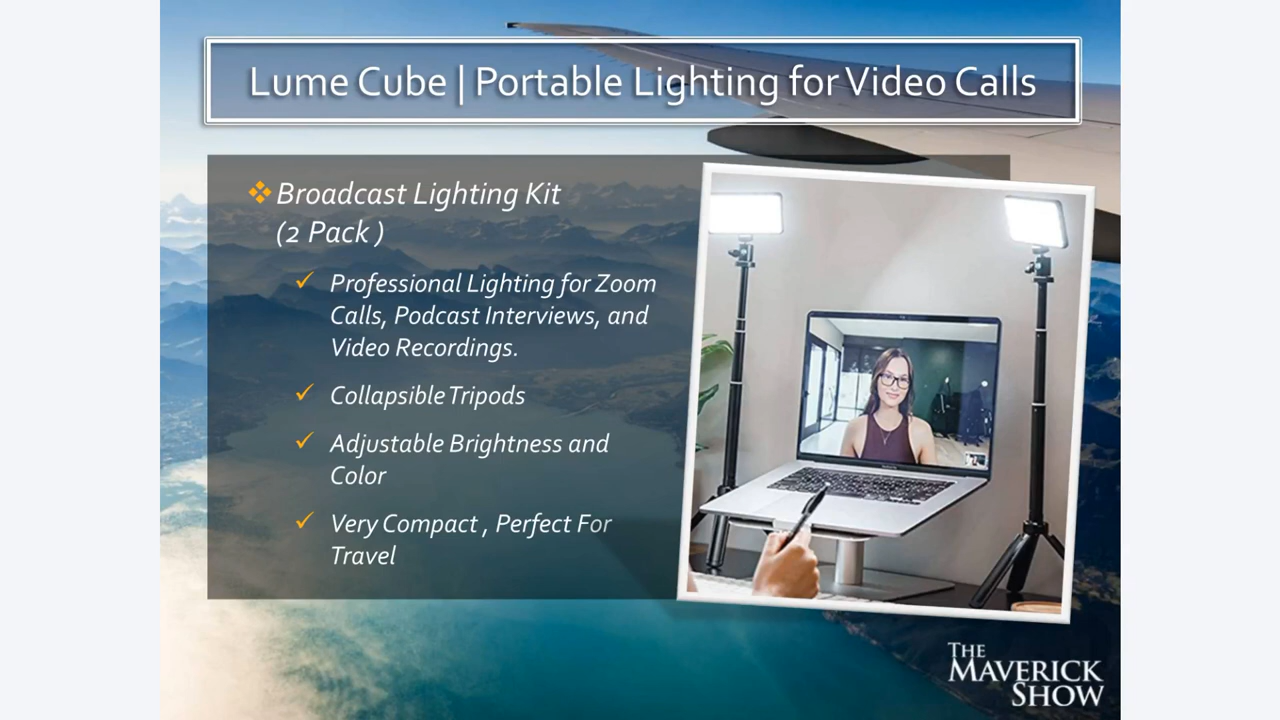 Lume Cube | Portable Lighting for Video Calls
Broadcast Lighting Kit
(2 Pack )
Professional Lighting for Zoom
Calls, Podcast Interviews, and
Video Recordings.
Collapsible Tripods
Adjustable Brightness and
Color
Very Compact , Perfect For
Travel
THE
MAVERICK
SHOW